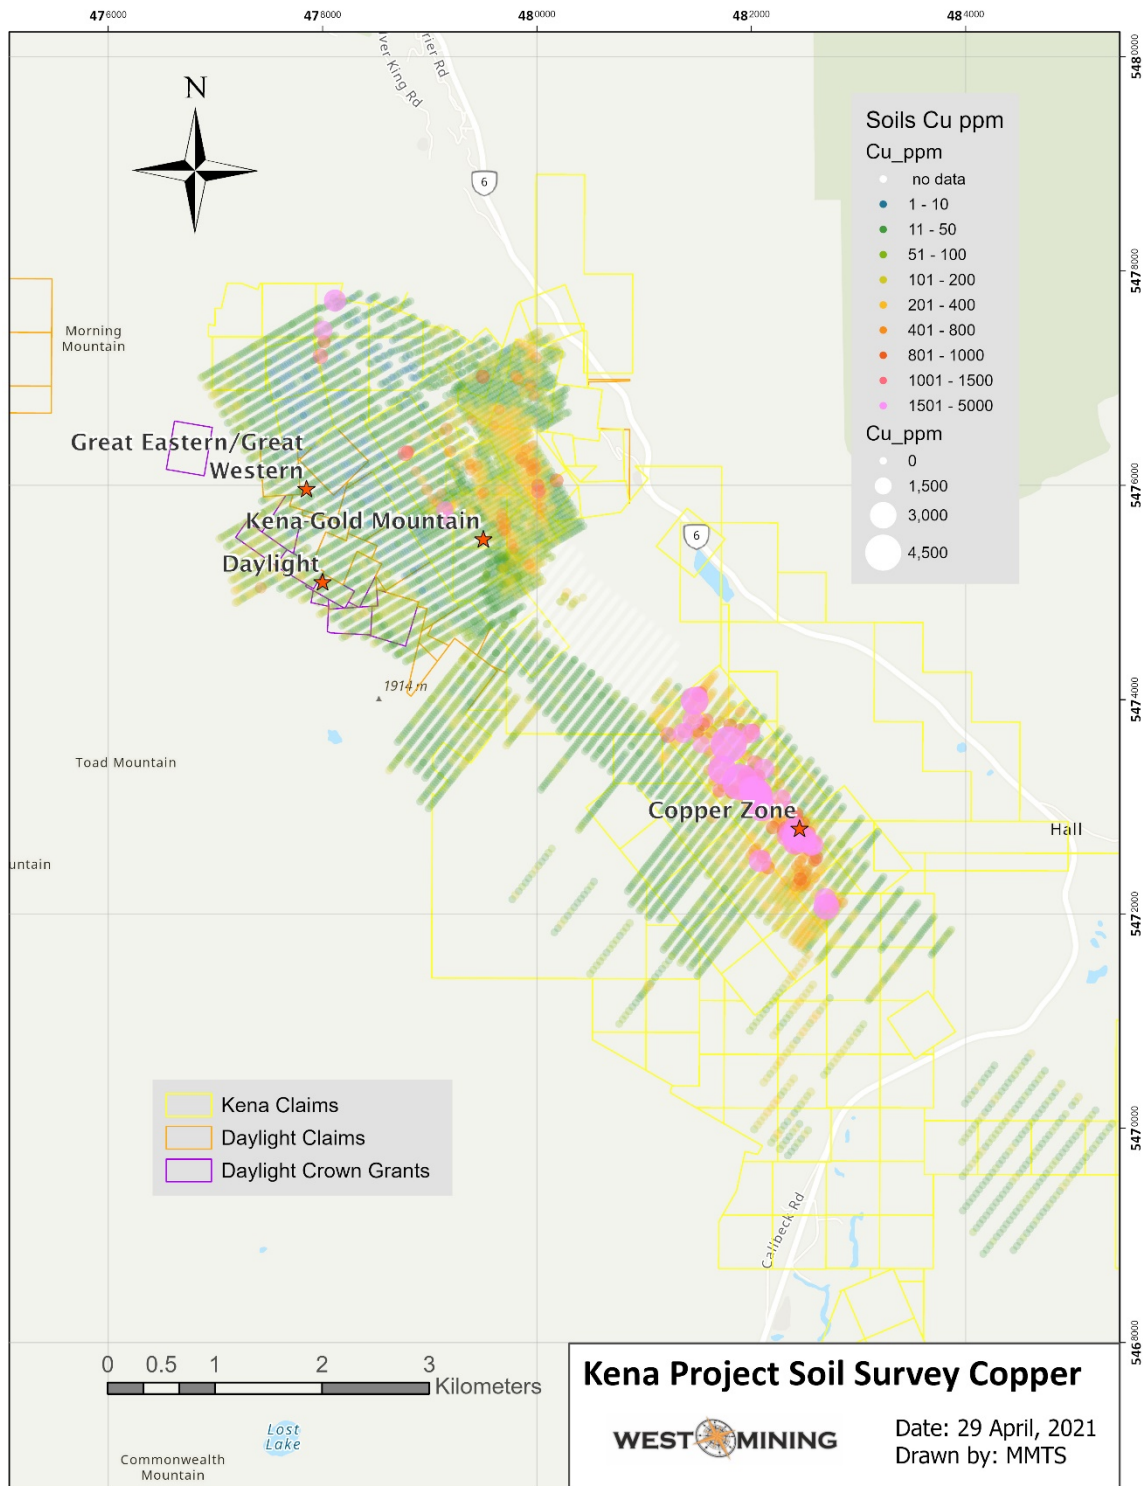 476000
478000
480000
482000
484000
5480000
5478000
5476000
5474000
5472000
5470000
5468000
N
Silver King Rd
rier Rd
6
Soils Cu ppm
Cu_ppm
no data
1 - 10
11 - 50
51 - 100
101 - 200
201 - 400
401 - 800
801 - 1000
1001 - 1500
1501 - 5000
Cu_ppm
0
1,500
3,000
4,500
Morning
Mountain
Great Eastern/Great
Western
Kena-Gold Mountain
Daylight
6
1914 m
Toad Mountain
Copper Zone
Hall
untain
Kena Claims
Daylight Claims
Daylight Crown Grants
Callbeck Rd
0 0.5 1 2 3
Kilometers
Lost
Lake
Commonwealth
Mountain
Kena Project Soil Survey Copper
WEST MINING
Date: 29 April, 2021
Drawn by: MMTS